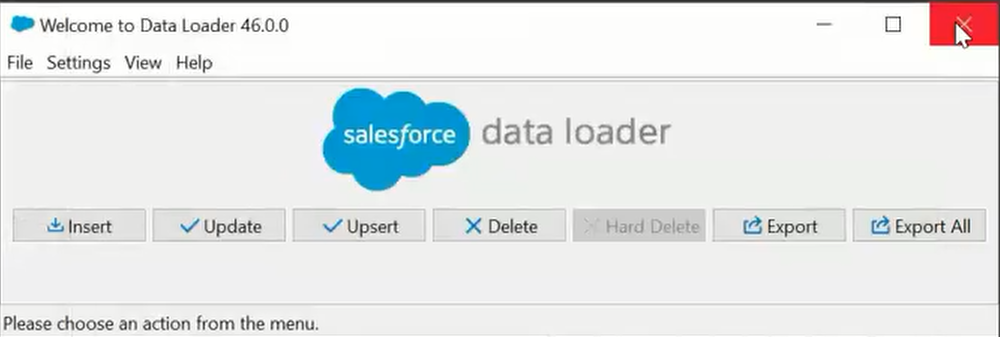 Welcome to Data Loader 46.0.0
File Settings View Help
salesforce data loader
Insert Update Upsert Delete Hard Delete Export Export All
Please choose an action from the menu.